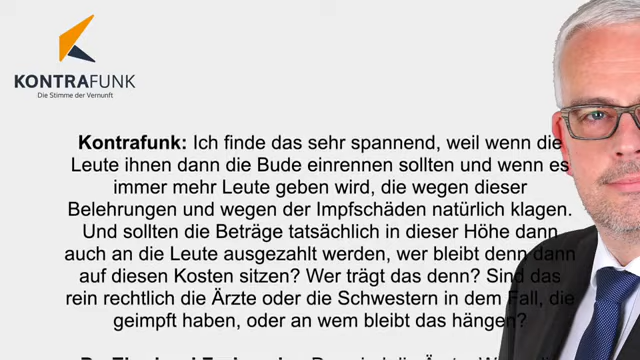 KONTRAFUNK
Die Stimme der Vernunft
Kontrafunk: Ich finde das sehr spannend, weil wenn die
Leute ihnen dann die Bude einrennen sollten und wenn es
immer mehr Leute geben wird, die wegen dieser
Belehrungen und wegen der Impfschäden natürlich klagen.
Und sollten die Beträge tatsächlich in dieser Höhe dann
auch an die Leute ausgezahlt werden, wer bleibt denn dann
auf diesen Kosten sitzen? Wer trägt das denn? Sind das
rein rechtlich die Ärzte oder die Schwestern in dem Fall, die
geimpft haben, oder an wem bleibt das hängen?